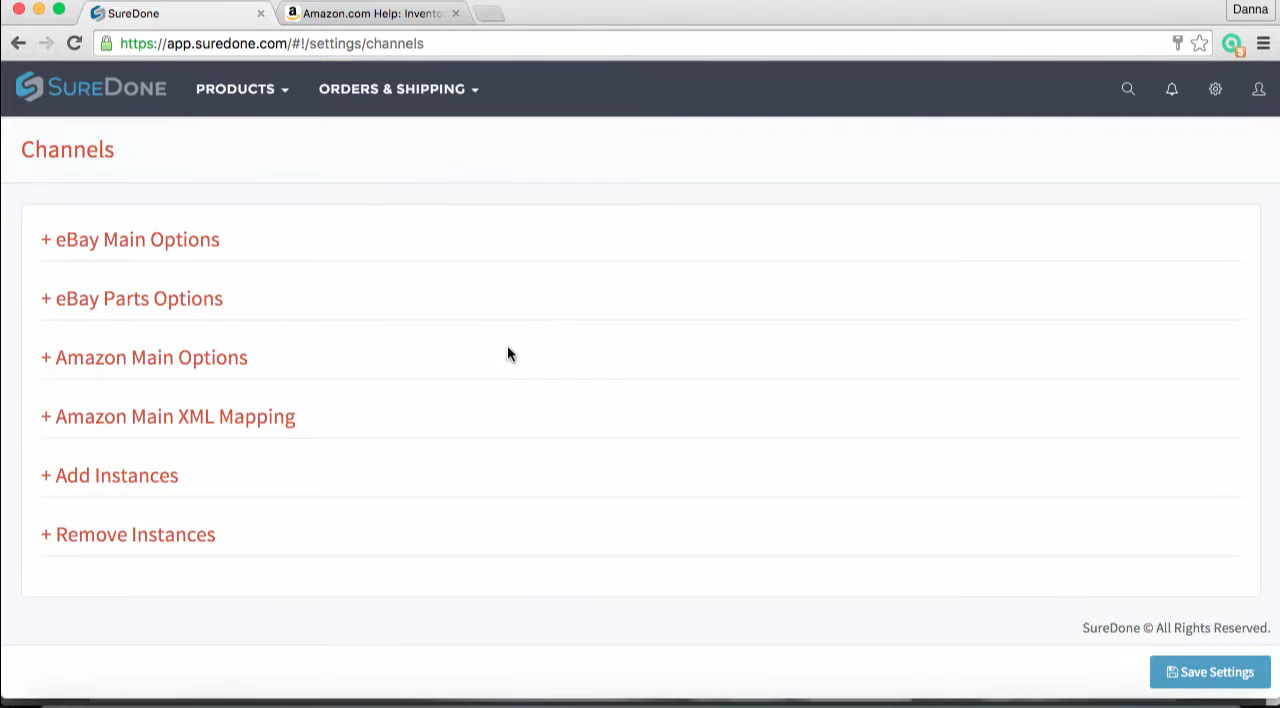 SureDone
Amazon.com Help: Invento
Danna
https://app.suredone.com/#!/settings/channels
SUREDONE
PRODUCTS
ORDERS & SHIPPING
Channels
+ eBay Main Options
+ eBay Parts Options
+ Amazon Main Options
+ Amazon Main XML Mapping
+ Add Instances
+ Remove Instances
SureDone © All Rights Reserved.
Save Settings